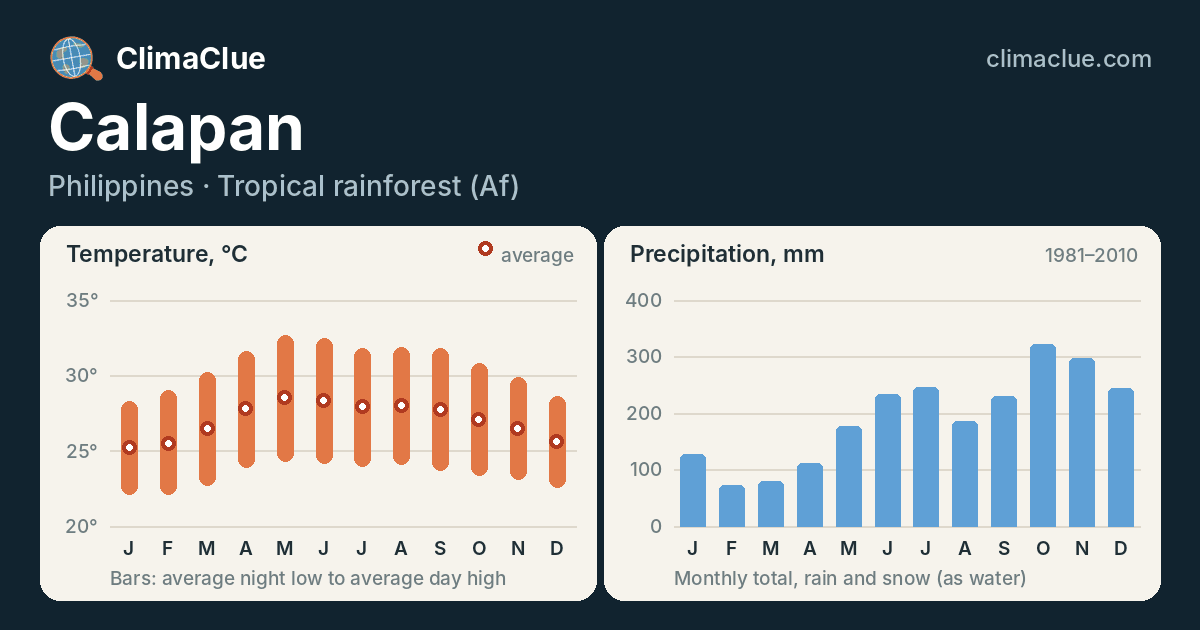 ClimaClue
climaclue.com
Calapan
Philippines · Tropical rainforest (Af)
Temperature, °C
average
35°
30°
25°
20°
J F M A M J J A S O N D
Bars: average night low to average day high
Precipitation, mm
1981–2010
400
300
200
100
0
J F M A M J J A S O N D
Monthly total, rain and snow (as water)